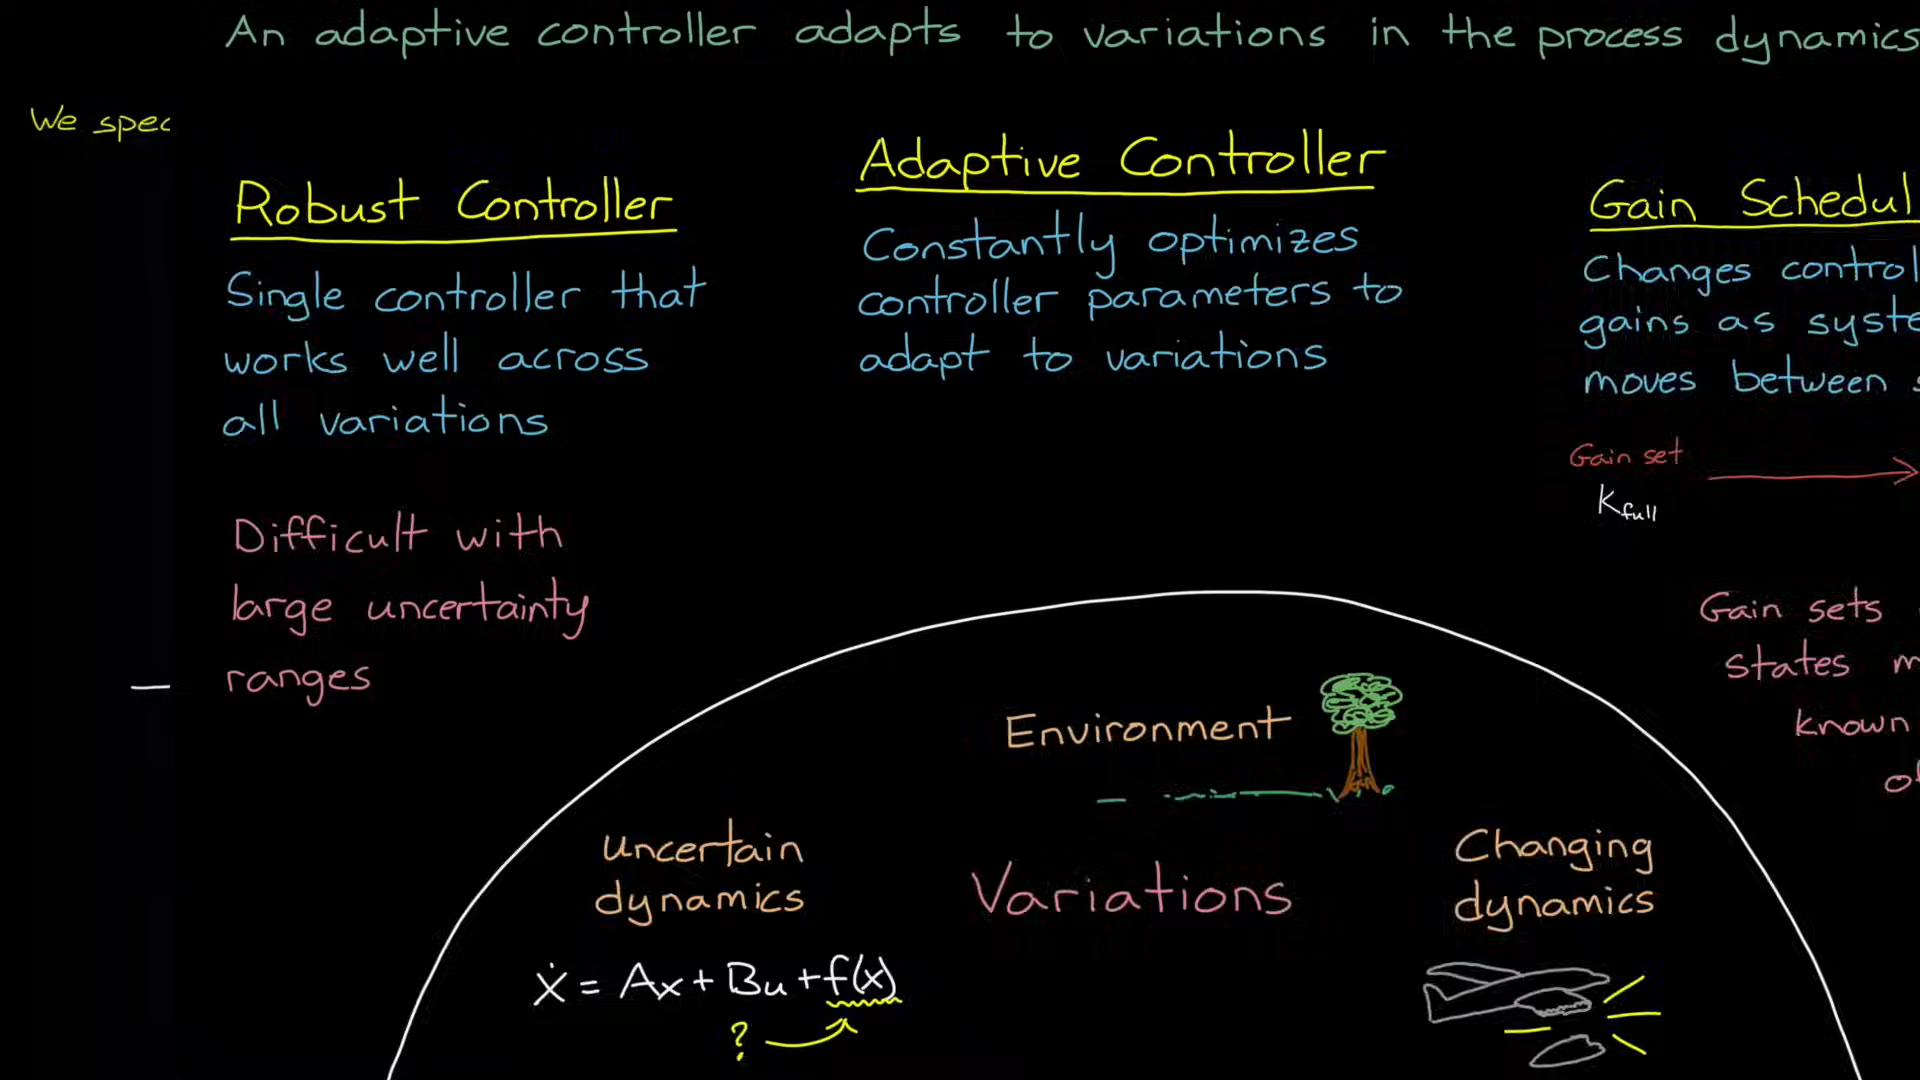 An adaptive controller adapts to variations in the process dynamics
We spec
Robust Controller
Single controller that
works well across
all variations
Difficult with
large uncertainty
ranges
Adaptive Controller
Constantly optimizes
controller parameters to
adapt to variations
Gain Schedul
Changes control
gains as syste
moves between
Gain set
Kfull
Gain sets
states m
known
of
Environment
Uncertain
dynamics
ẋ = Ax + Bu + f(x)
?
Variations
Changing
dynamics